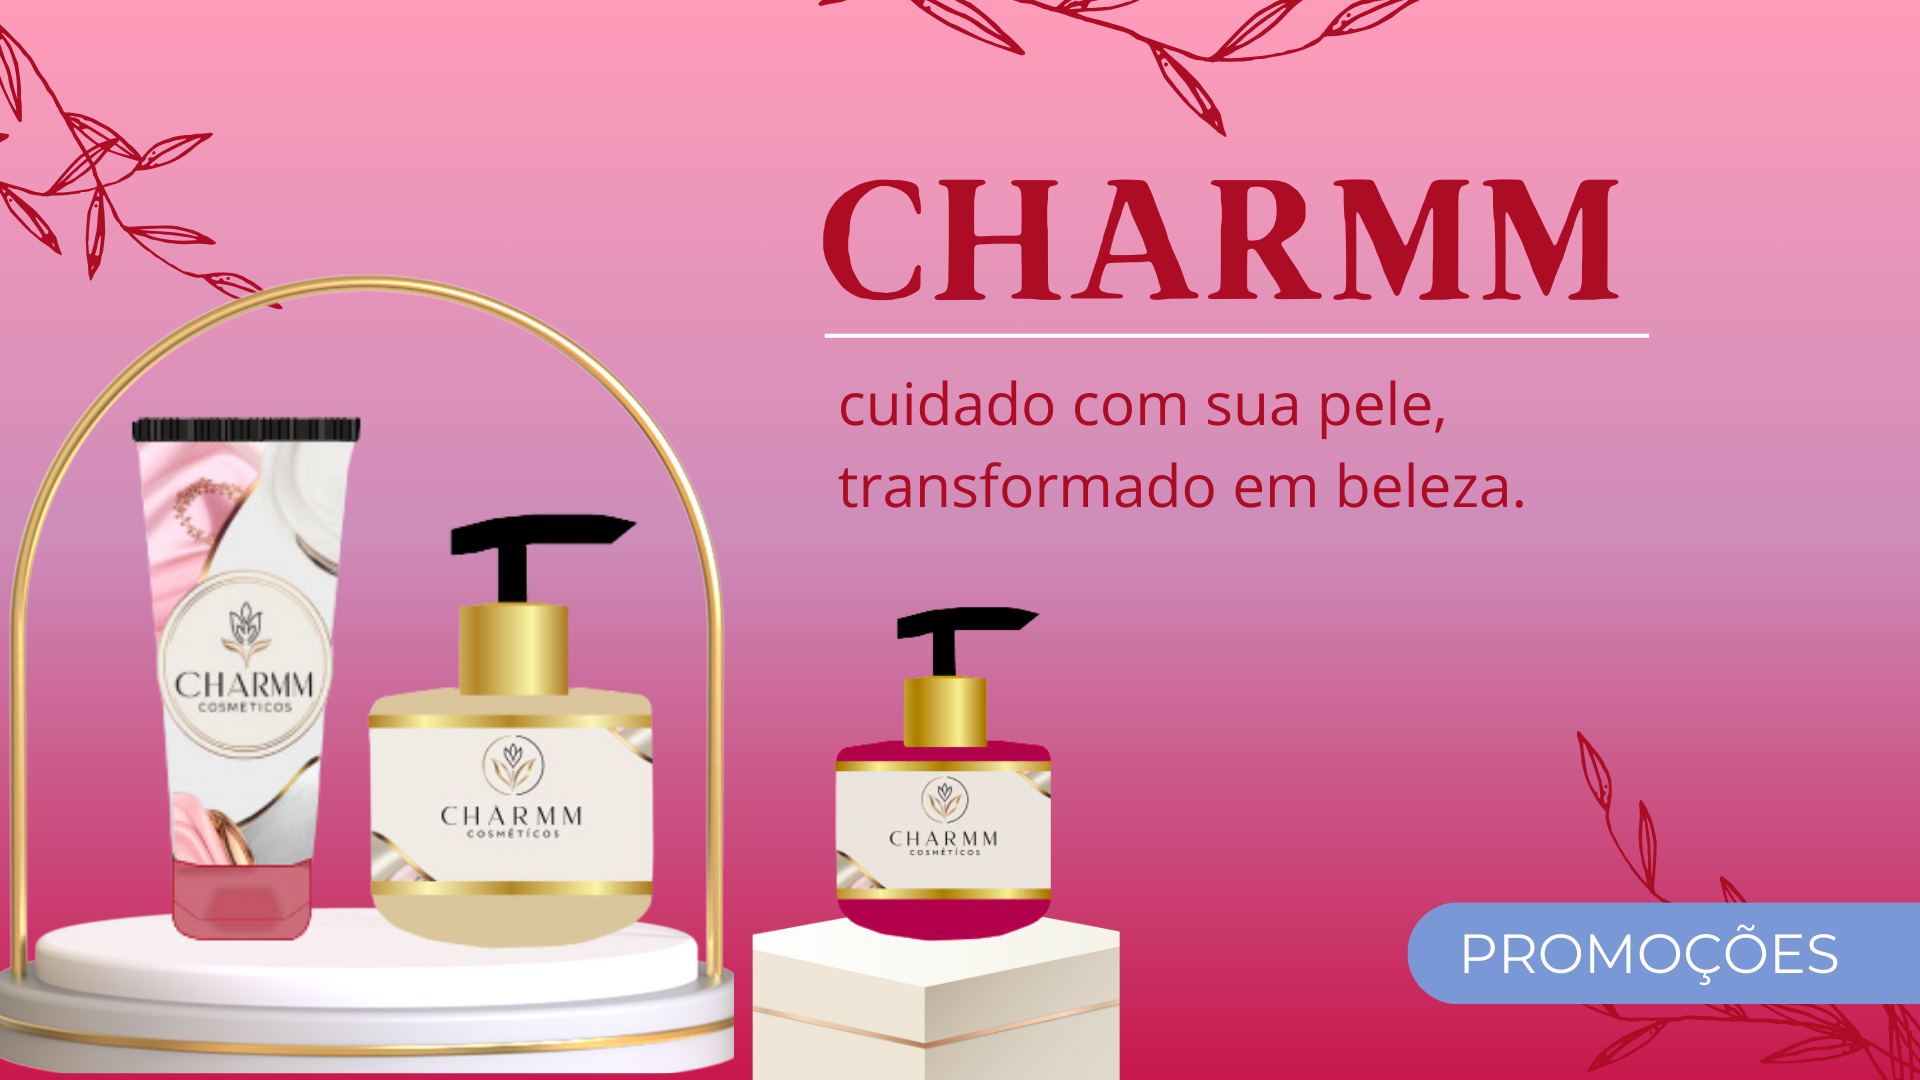 CHARMM
cuidado com sua pele,
transformado em beleza.
CHARMM
COSMETICOS
CHARMM
COSMÉTICOS
CHARMM
COSMÉTICOS
PROMOÇÕES